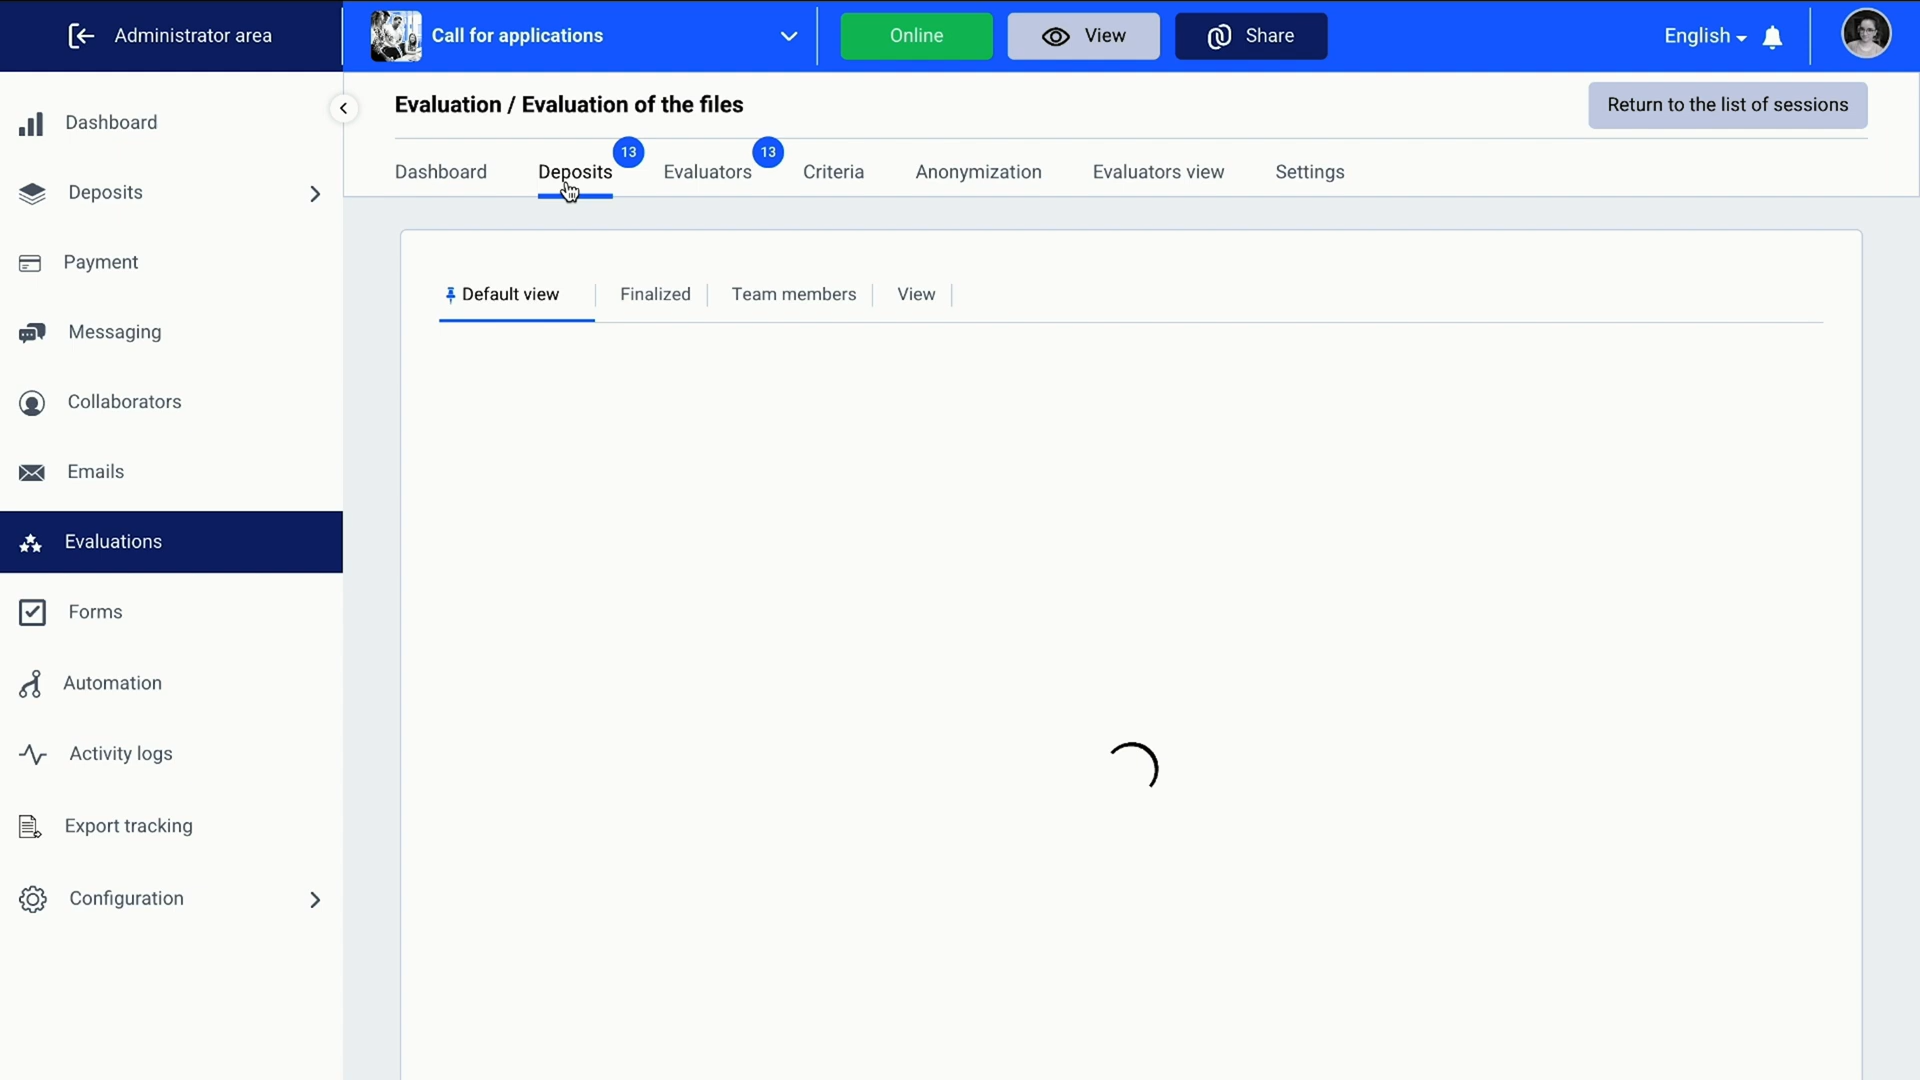 Administrator area
Call for applications
Online
View
Share
English
Dashboard
Deposits
Payment
Messaging
Collaborators
Emails
Evaluations
Forms
Automation
Activity logs
Export tracking
Configuration
Evaluation / Evaluation of the files
Return to the list of sessions
Dashboard
Deposits 13
Evaluators 13
Criteria
Anonymization
Evaluators view
Settings
Default view
Finalized
Team members
View